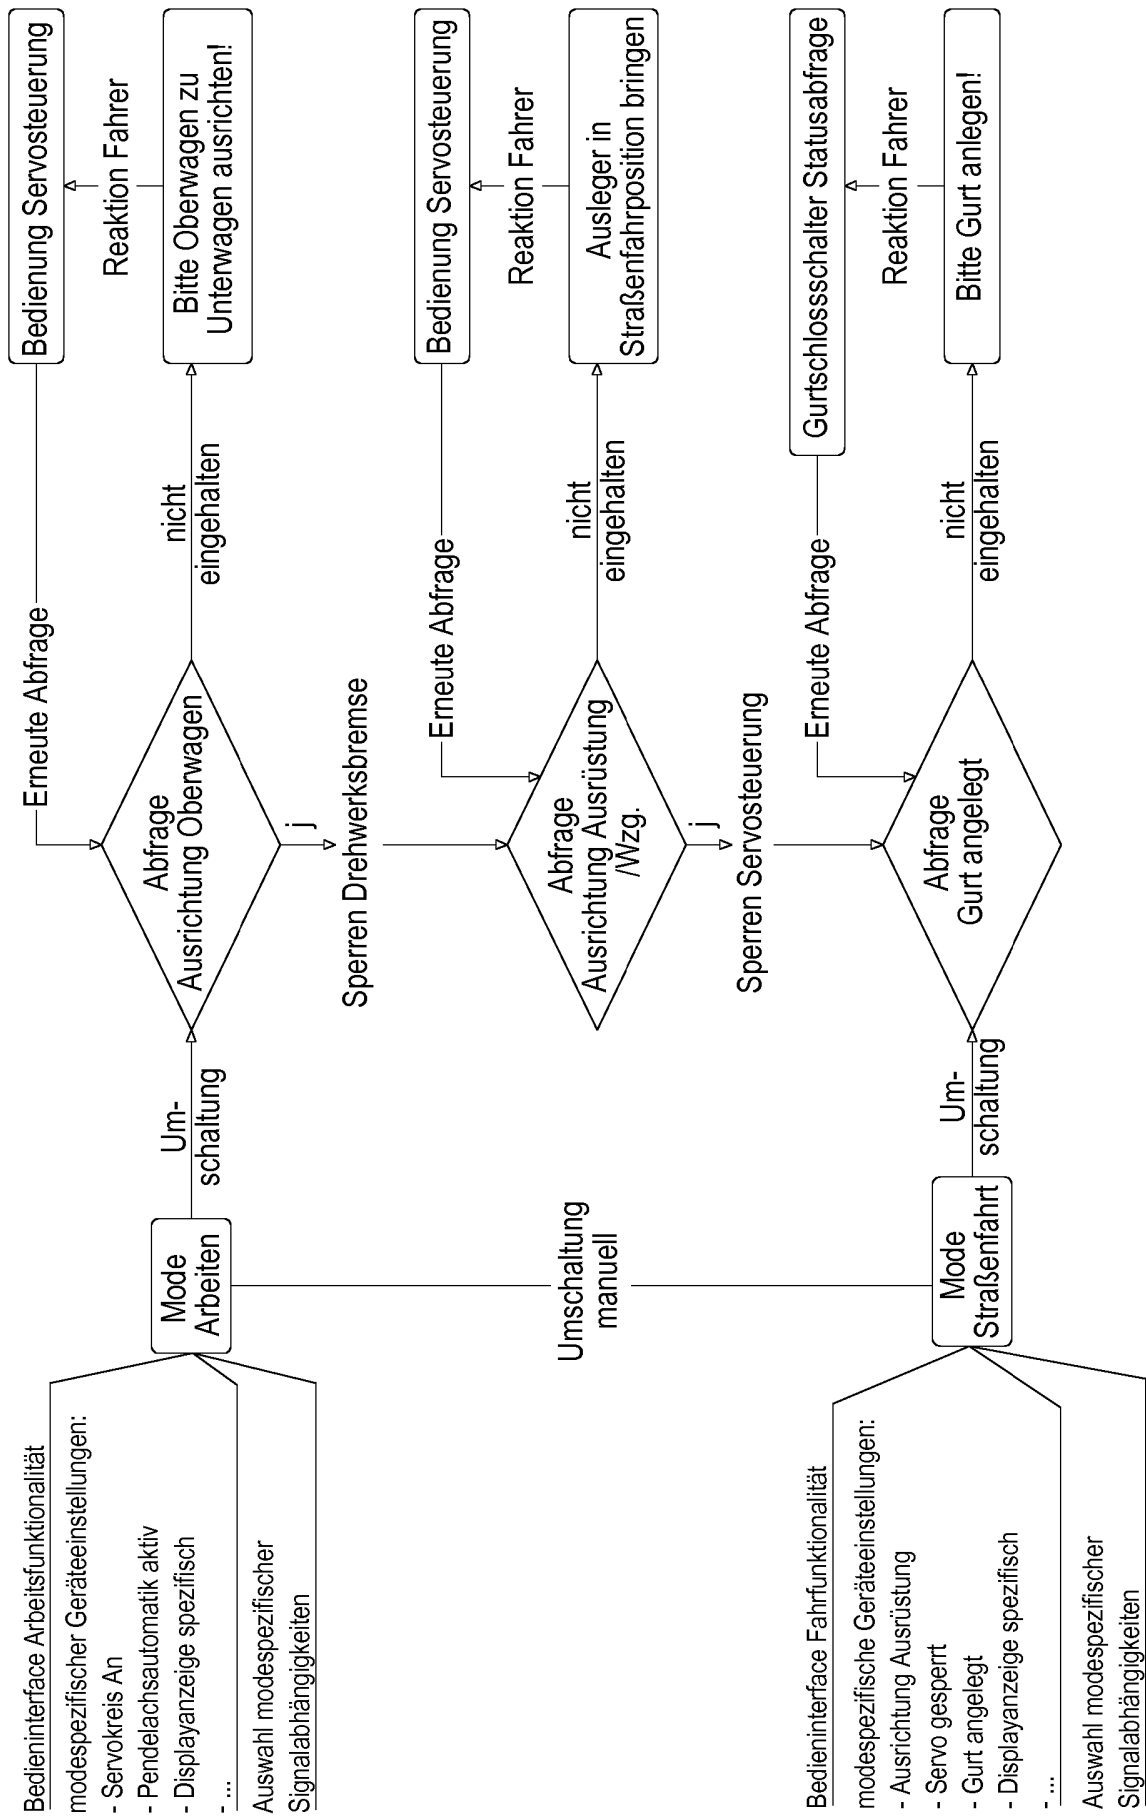 Bedieninterface Arbeitsfunktionalität
modespezifischer Geräteeinstellungen:
- Servokreis An
- Pendelachsautomatik aktiv
- Displayanzeige spezifisch
- ...
Auswahl modespezifischer
Signalabhängigkeiten
Mode
Arbeiten
Um-
schaltung
Abfrage
Ausrichtung Oberwagen
Erneute Abfrage
nicht
eingehalten
Bedienung Servosteuerung
Reaktion Fahrer
Bitte Oberwagen zu
Unterwagen ausrichten!
j
Sperren Drehwerksbremse
Umschaltung
manuell
Abfrage
Ausrichtung Ausrüstung
/Wzg.
Erneute Abfrage
nicht
eingehalten
Bedienung Servosteuerung
Reaktion Fahrer
Ausleger in
Straßenfahrposition bringen
j
Sperren Servosteuerung
Bedieninterface Fahrfunktionalität
modespezifische Geräteeinstellungen:
- Ausrichtung Ausrüstung
- Servo gesperrt
- Gurt angelegt
- Displayanzeige spezifisch
- ...
Auswahl modespezifischer
Signalabhängigkeiten
Mode
Straßenfahrt
Um-
schaltung
Abfrage
Gurt angelegt
Erneute Abfrage
nicht
eingehalten
Gurtschlossschalter Statusabfrage
Reaktion Fahrer
Bitte Gurt anlegen!